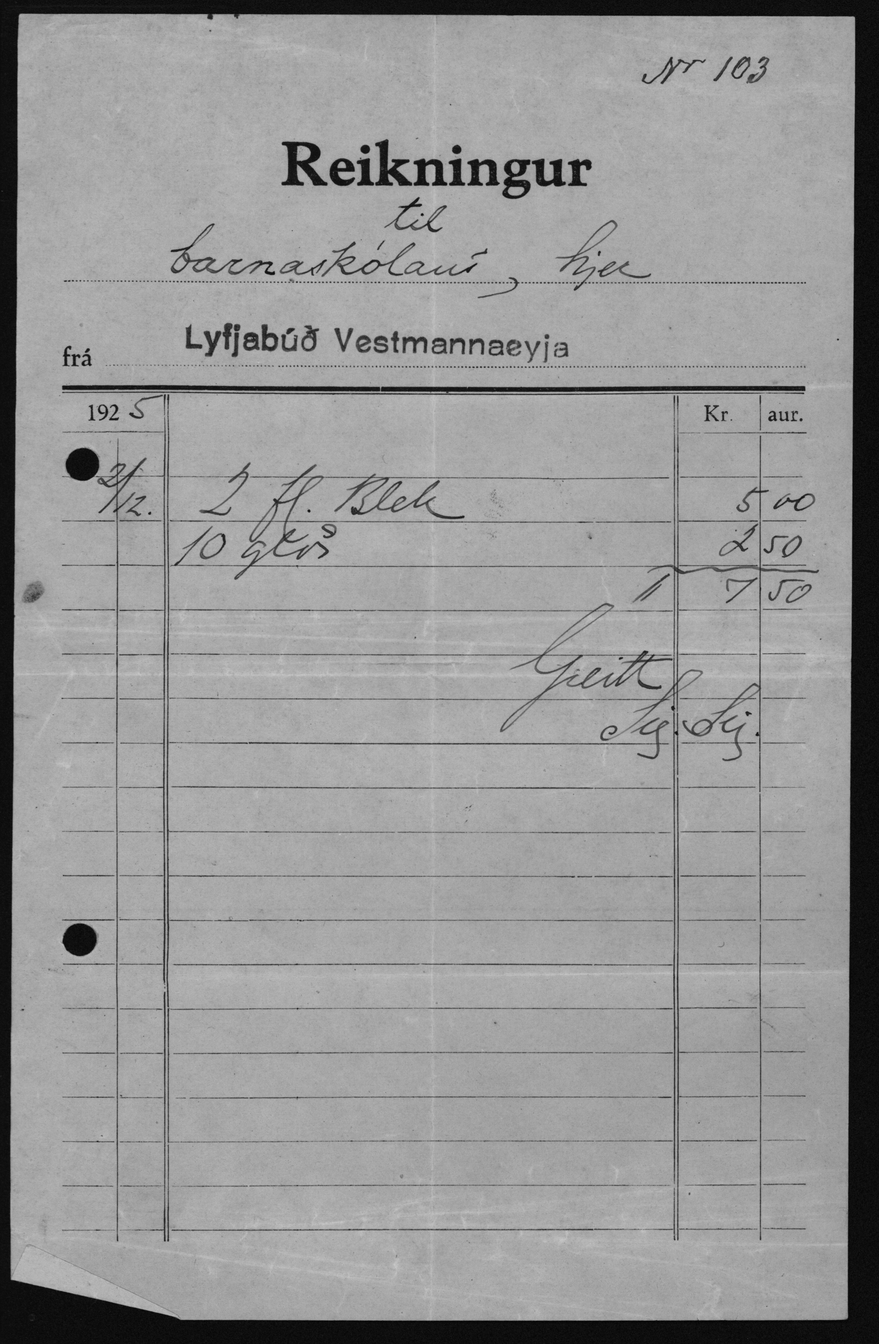 Nr 103
Reikningur
til
barnaskólans, hjer
frá Lyfjabúð Vestmannaeyja
1925 Kr. aur.
2/12. 2 fl. Blek 5 00
10 glös 2 50
" 7 50
Greitt
Sig. Sig.